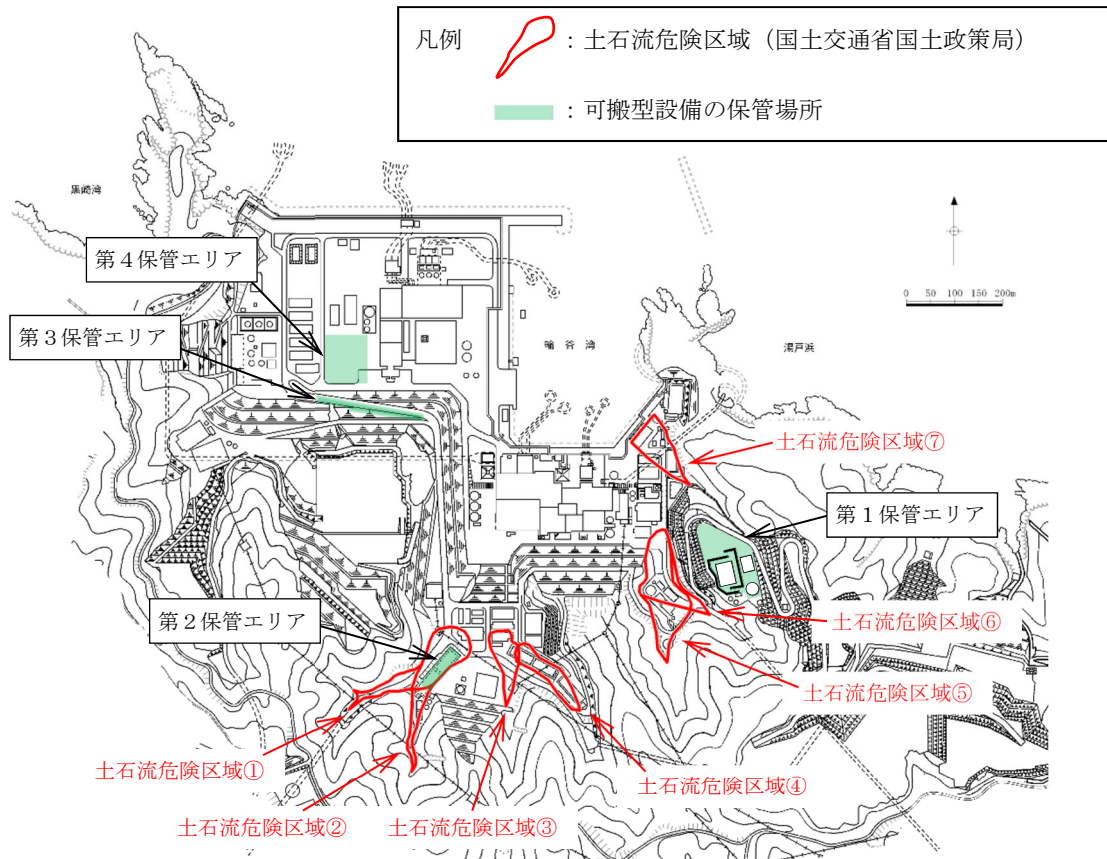 凡例
：土石流危険区域（国土交通省国土政策局）
：可搬型設備の保管場所
黒崎湾
第４保管エリア
0 50 100 150 200m
第３保管エリア
輪谷湾
湯戸浜
土石流危険区域⑦
第１保管エリア
第２保管エリア
土石流危険区域⑥
土石流危険区域⑤
土石流危険区域①
土石流危険区域④
土石流危険区域②
土石流危険区域③